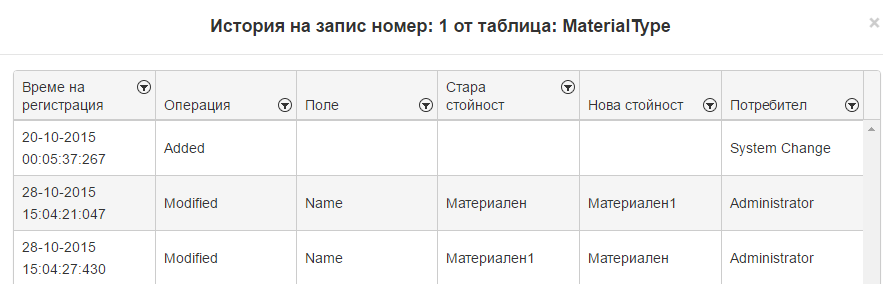 История на запис номер: 1 от таблица: MaterialType
×
Време на регистрация Операция Поле Стара стойност Нова стойност Потребител
20-10-2015 00:05:37:267 Added System Change
28-10-2015 15:04:21:047 Modified Name Материален Материален1 Administrator
28-10-2015 15:04:27:430 Modified Name Материален1 Материален Administrator